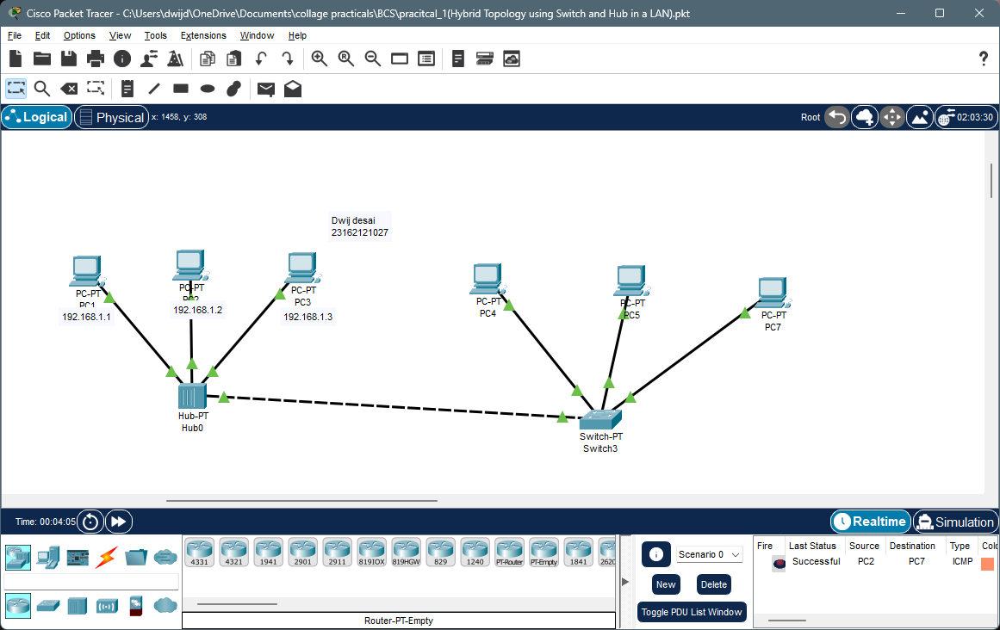 Cisco Packet Tracer - C:\Users\dwijd\OneDrive\Documents\collage practicals\BCS\pracitcal_1(Hybrid Topology using Switch and Hub in a LAN).pkt
File Edit Options View Tools Extensions Window Help
Logical Physical x: 1458, y: 308 Root 02:03:30
Dwij desai
23162121027
PC-PT
PC1
192.168.1.1
PC-PT
PC2
192.168.1.2
PC-PT
PC3
192.168.1.3
PC-PT
PC4
PC-PT
PC5
PC-PT
PC7
Hub-PT
Hub0
Switch-PT
Switch3
Time: 00:04:05 Realtime Simulation
4331 4321 1941 2901 2911 819IOX 819HGW 829 1240 PT-Router PT-Empty 1841 2620
Router-PT-Empty
Scenario 0
New Delete
Toggle PDU List Window
Fire Last Status Source Destination Type Colo
Successful PC2 PC7 ICMP